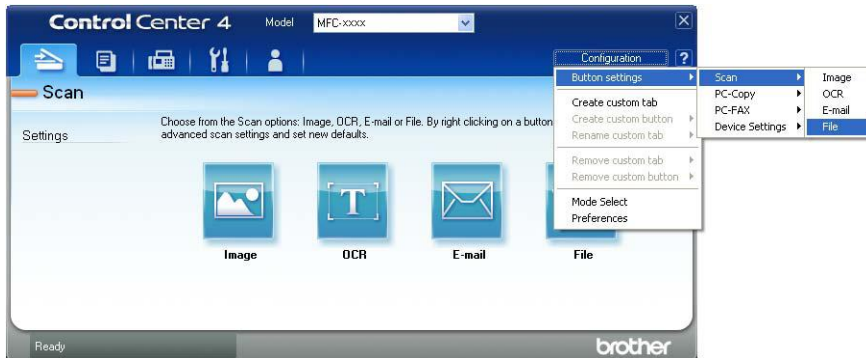 Control Center 4 Model MFC-xxxx
Configuration ?
Scan
Settings
Choose from the Scan options: Image, OCR, E-mail or File. By right clicking on a button
advanced scan settings and set new defaults.
Image OCR E-mail File
Button settings
Create custom tab
Create custom button
Rename custom tab
Remove custom tab
Remove custom button
Mode Select
Preferences
Scan
PC-Copy
PC-FAX
Device Settings
Image
OCR
E-mail
File
Ready
brother